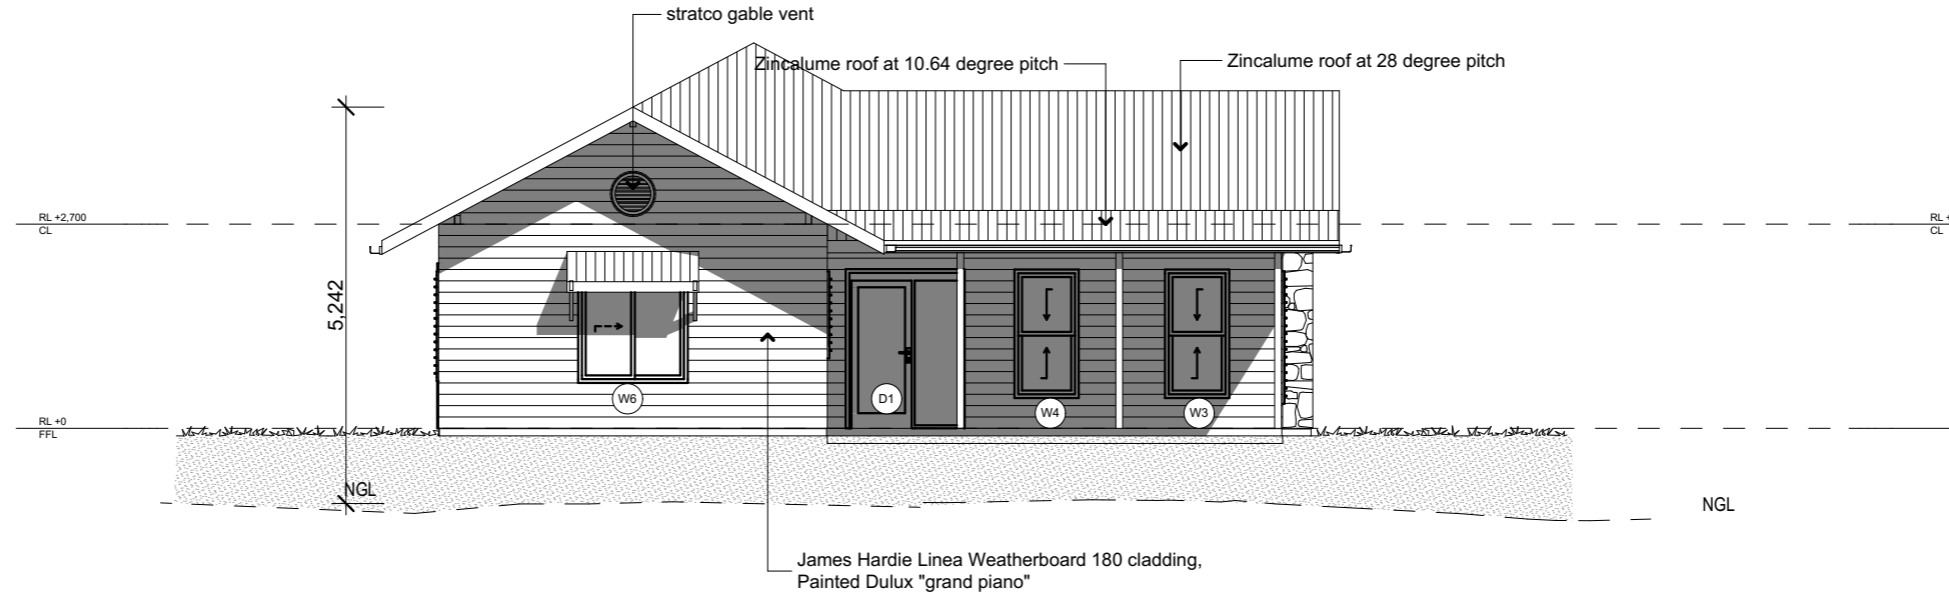 stratco gable vent
Zincalume roof at 10.64 degree pitch
Zincalume roof at 28 degree pitch
RL +2,700
CL
RL +
CL
5,242
W6
D1
W4
W3
RL +0
FFL
NGL
NGL
James Hardie Linea Weatherboard 180 cladding,
Painted Dulux "grand piano"